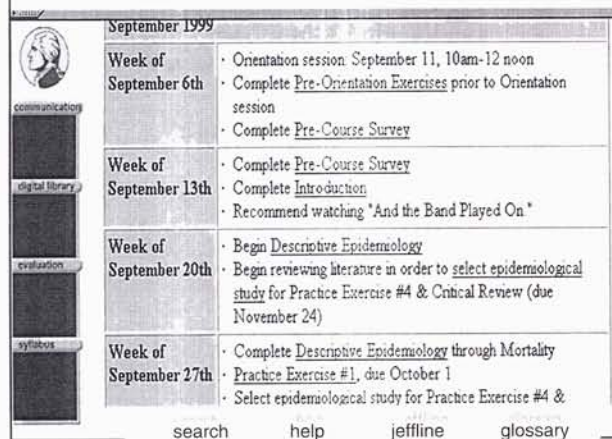 September 1999
Week of
September 6th
· Orientation session: September 11, 10am-12 noon
· Complete Pre-Orientation Exercises prior to Orientation
session
· Complete Pre-Course Survey
communication
Week of
September 13th
· Complete Pre-Course Survey
· Complete Introduction
· Recommend watching "And the Band Played On."
digital library
Week of
September 20th
· Begin Descriptive Epidemiology
· Begin reviewing literature in order to select epidemiological
study for Practice Exercise #4 & Critical Review (due
November 24)
evaluation
syllabus
Week of
September 27th
· Complete Descriptive Epidemiology through Mortality
· Practice Exercise #1, due October 1
· Select epidemiological study for Practice Exercise #4 &
search help jeffline glossary